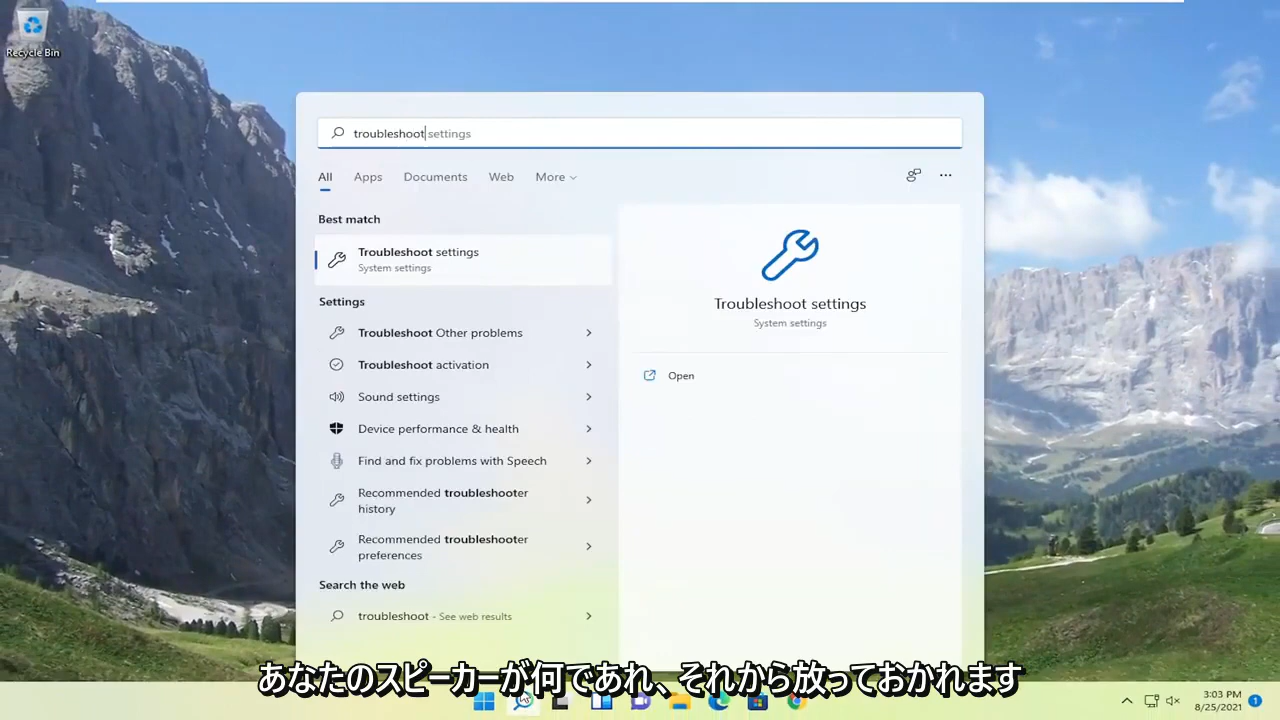 Recycle Bin
troubleshoot settings
All Apps Documents Web More
Best match
Troubleshoot settings
System settings
Settings
Troubleshoot Other problems
Troubleshoot activation
Sound settings
Device performance & health
Find and fix problems with Speech
Recommended troubleshooter
history
Recommended troubleshooter
preferences
Search the web
troubleshoot - See web results
Troubleshoot settings
System settings
Open
あなたのスピーカーが何であれ、それから放っておかれます
3:03 PM
8/25/2021
1